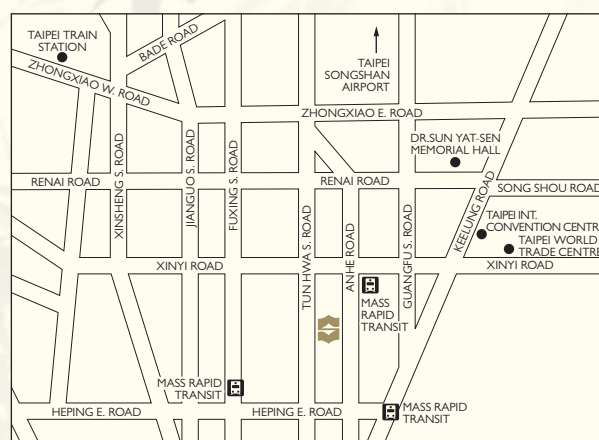 TAIPEI TRAIN
STATION
BADE ROAD
ZHONGXIAO W. ROAD
TAIPEI
SONGSHAN
AIRPORT
ZHONGXIAO E. ROAD
DR.SUN YAT-SEN
MEMORIAL HALL
XINSHENG S. ROAD
JIANGUO S. ROAD
FUXING S. ROAD
RENAI ROAD
RENAI ROAD
SONG SHOU ROAD
KEELUNG ROAD
TAIPEI INT.
CONVENTION CENTR
TAIPEI WORLD
TRADE CENTRE
TUN HWA S. ROAD
ANHE ROAD
GUANGFU S. ROAD
XINYI ROAD
XINYI ROAD
MASS
RAPID
TRANSIT
MASS RAPID
TRANSIT
HEPING E. ROAD
HEPING E. ROAD
MASS RAPID
TRANSIT